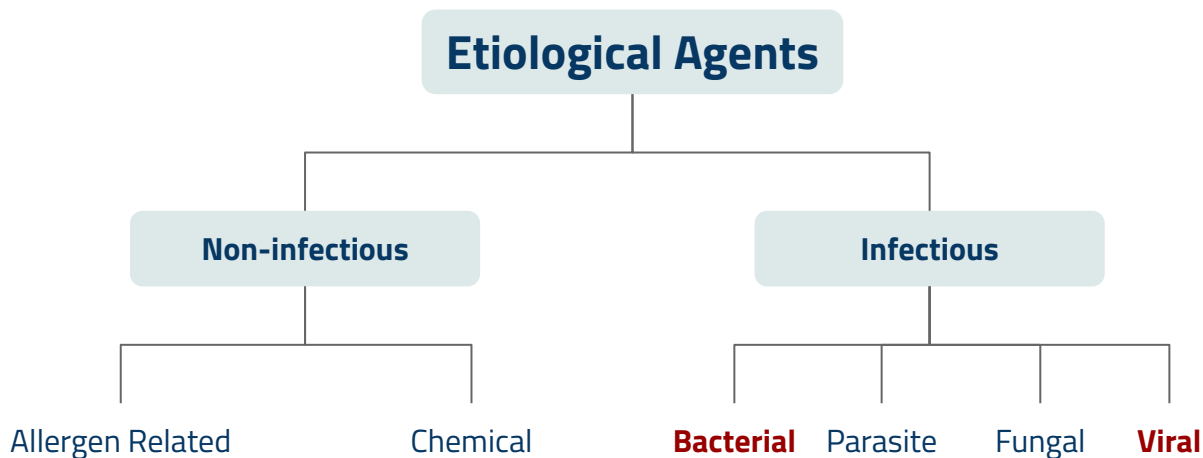 Etiological Agents
Non-infectious
Infectious
Allergen Related
Chemical
Bacterial
Parasite
Fungal
Viral